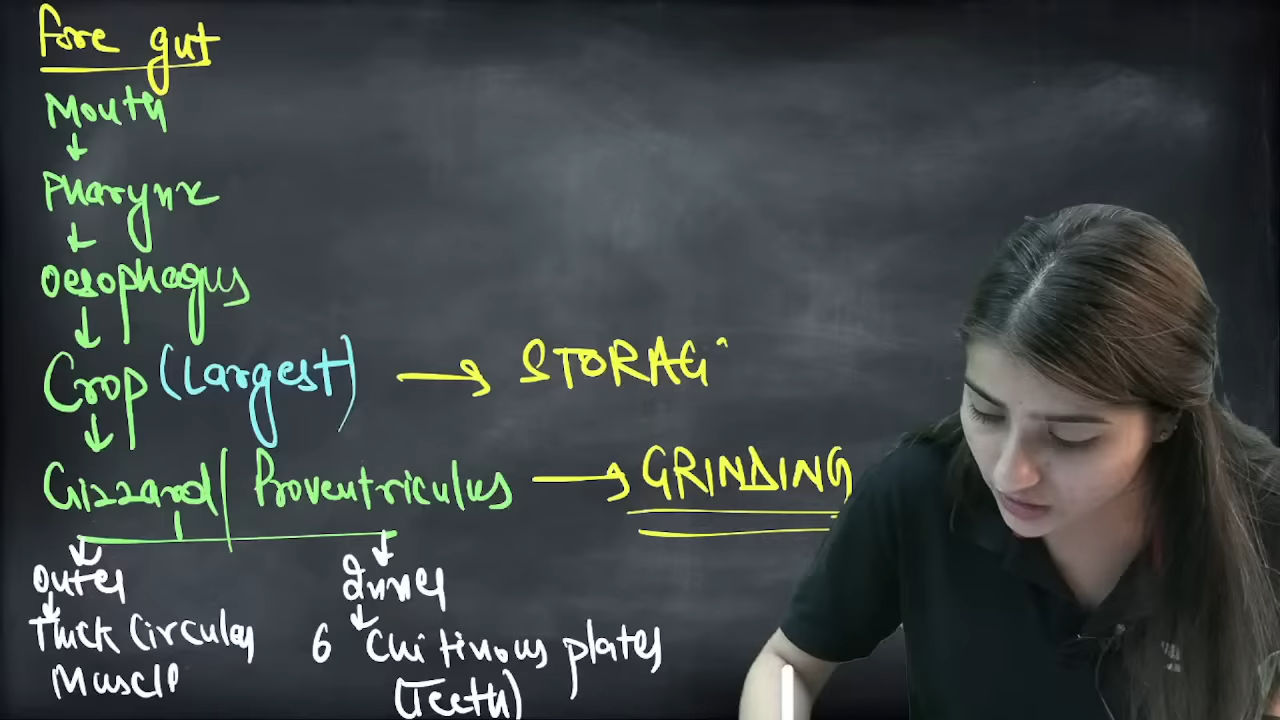 Fore gut
Mouth
↓
Pharynx
↓
Oesophagus
↓
Crop (Largest) → STORAG
↓
Gizzard / Proventriculus → GRINDING
Outer
Inner
Thick Circular Muscle
6 Chitinous plates
(Teeth)